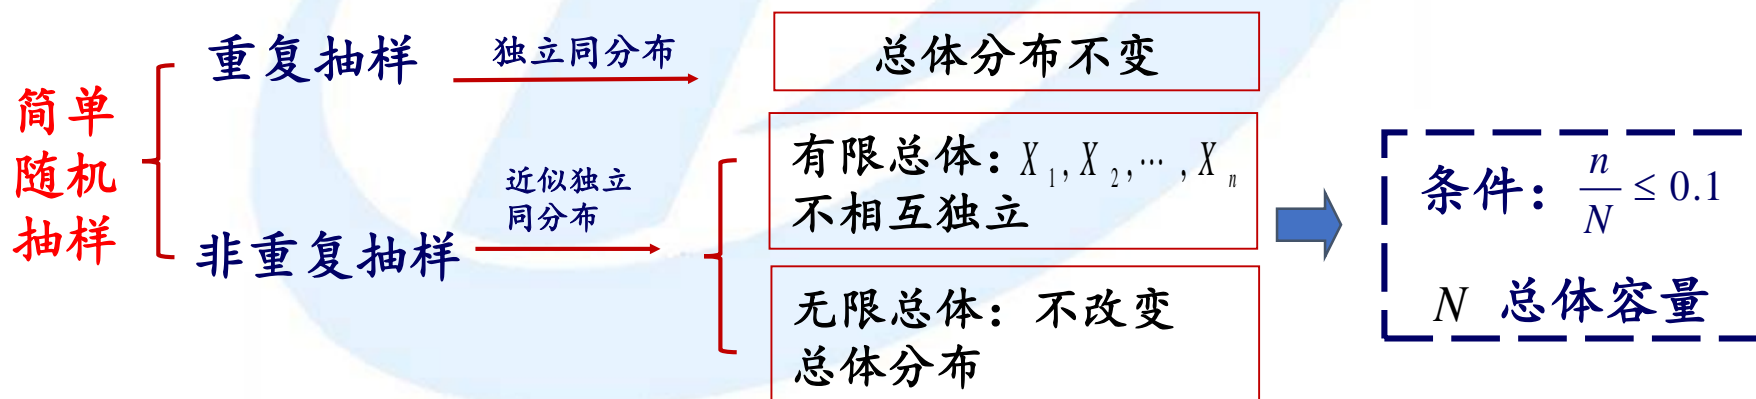 简单
随机
抽样
重复抽样
独立同分布
总体分布不变
非重复抽样
近似独立
同分布
有限总体：X₁, X₂, ⋯, Xₙ
不相互独立
无限总体：不改变
总体分布
条件：n/N ≤ 0.1
N 总体容量